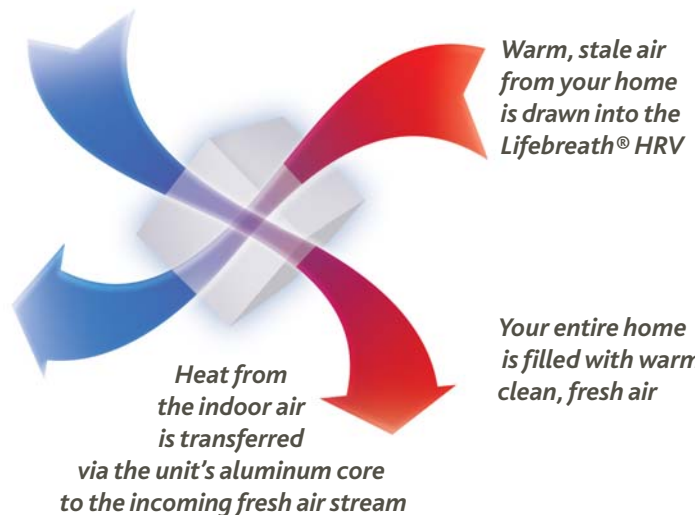 Warm, stale air
from your home
is drawn into the
Lifebreath® HRV
Your entire home
is filled with warm
clean, fresh air
Heat from
the indoor air
is transferred
via the unit's aluminum core
to the incoming fresh air stream